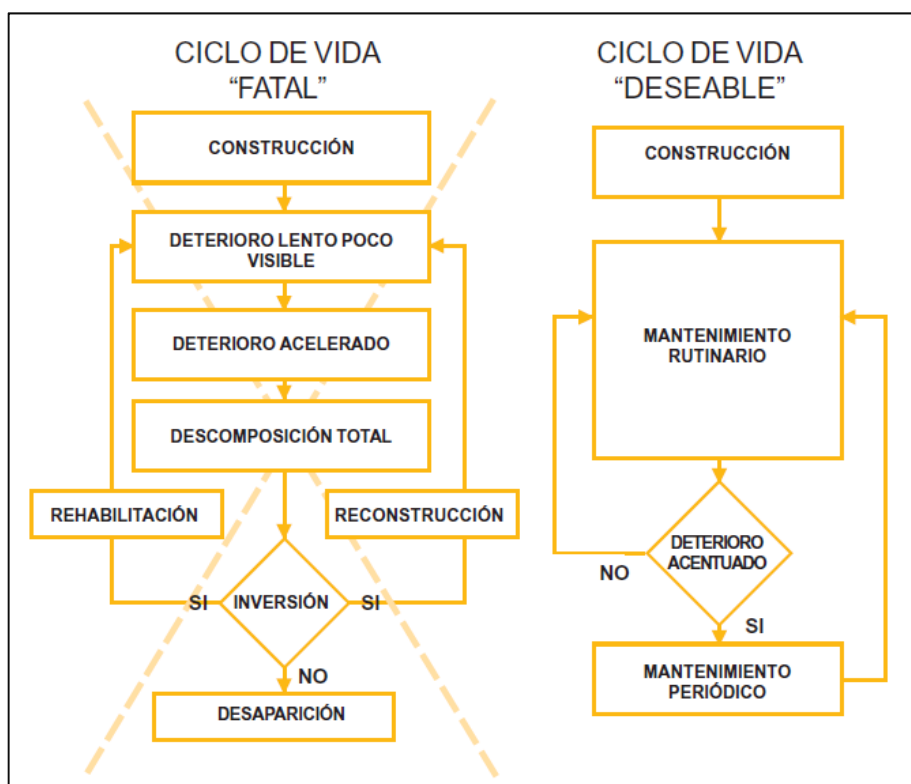 CICLO DE VIDA
“FATAL”
CONSTRUCCIÓN
DETERIORO LENTO POCO
VISIBLE
DETERIORO ACELERADO
DESCOMPOSICIÓN TOTAL
REHABILITACIÓN
RECONSTRUCCIÓN
SI
INVERSIÓN
SI
NO
DESAPARICIÓN
CICLO DE VIDA
“DESEABLE”
CONSTRUCCIÓN
MANTENIMIENTO
RUTINARIO
DETERIORO
ACENTUADO
NO
SI
MANTENIMIENTO
PERIÓDICO